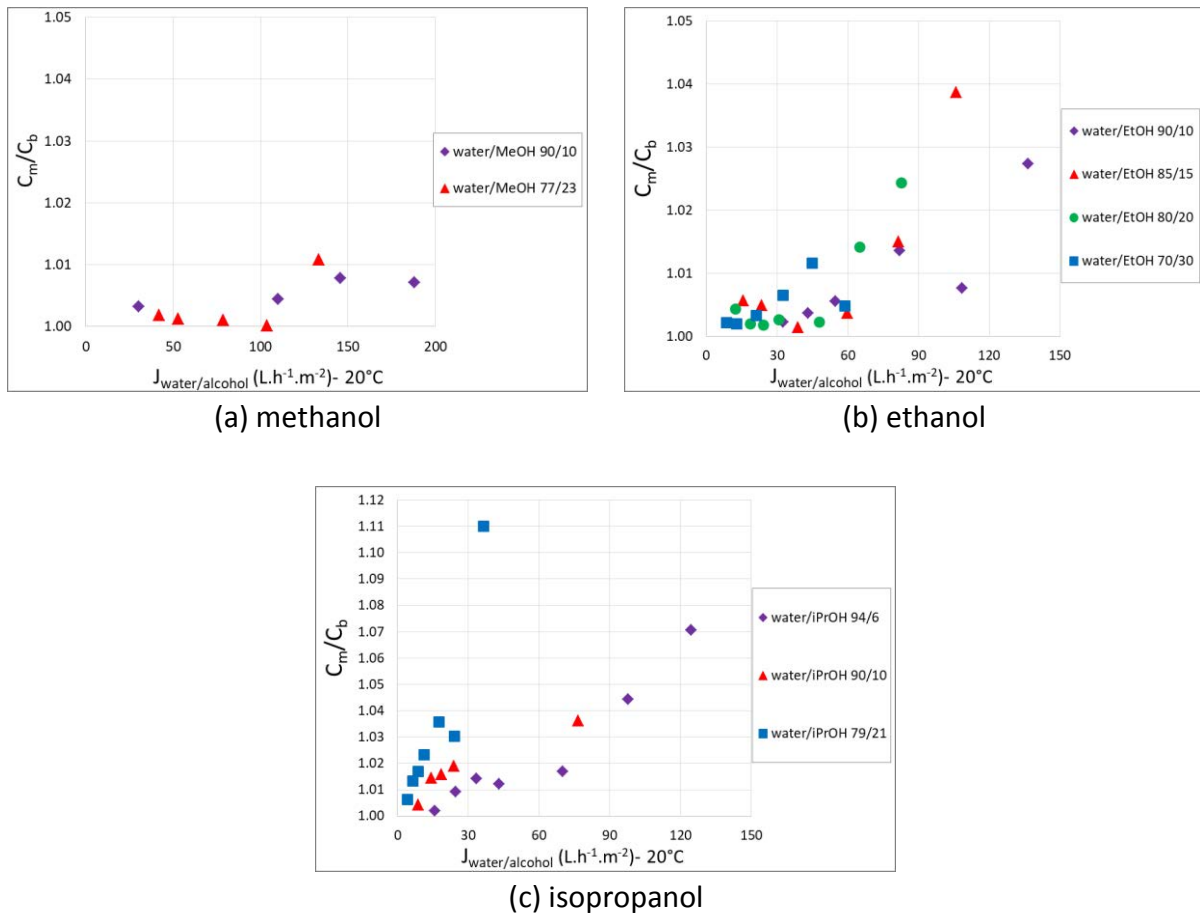 1.05
1.04
1.03
1.02
1.01
1.00
Cm/Cb
0 50 100 150 200
Jwater/alcohol (L.h-1.m-2)- 20°C
water/MeOH 90/10
water/MeOH 77/23
(a) methanol
1.05
1.04
1.03
1.02
1.01
1.00
Cm/Cb
0 30 60 90 120 150
Jwater/alcohol (L.h-1.m-2)- 20°C
water/EtOH 90/10
water/EtOH 85/15
water/EtOH 80/20
water/EtOH 70/30
(b) ethanol
1.12
1.11
1.10
1.09
1.08
1.07
1.06
1.05
1.04
1.03
1.02
1.01
1.00
Cm/Cb
0 30 60 90 120 150
Jwater/alcohol (L.h-1.m-2)- 20°C
water/iPrOH 94/6
water/iPrOH 90/10
water/iPrOH 79/21
(c) isopropanol